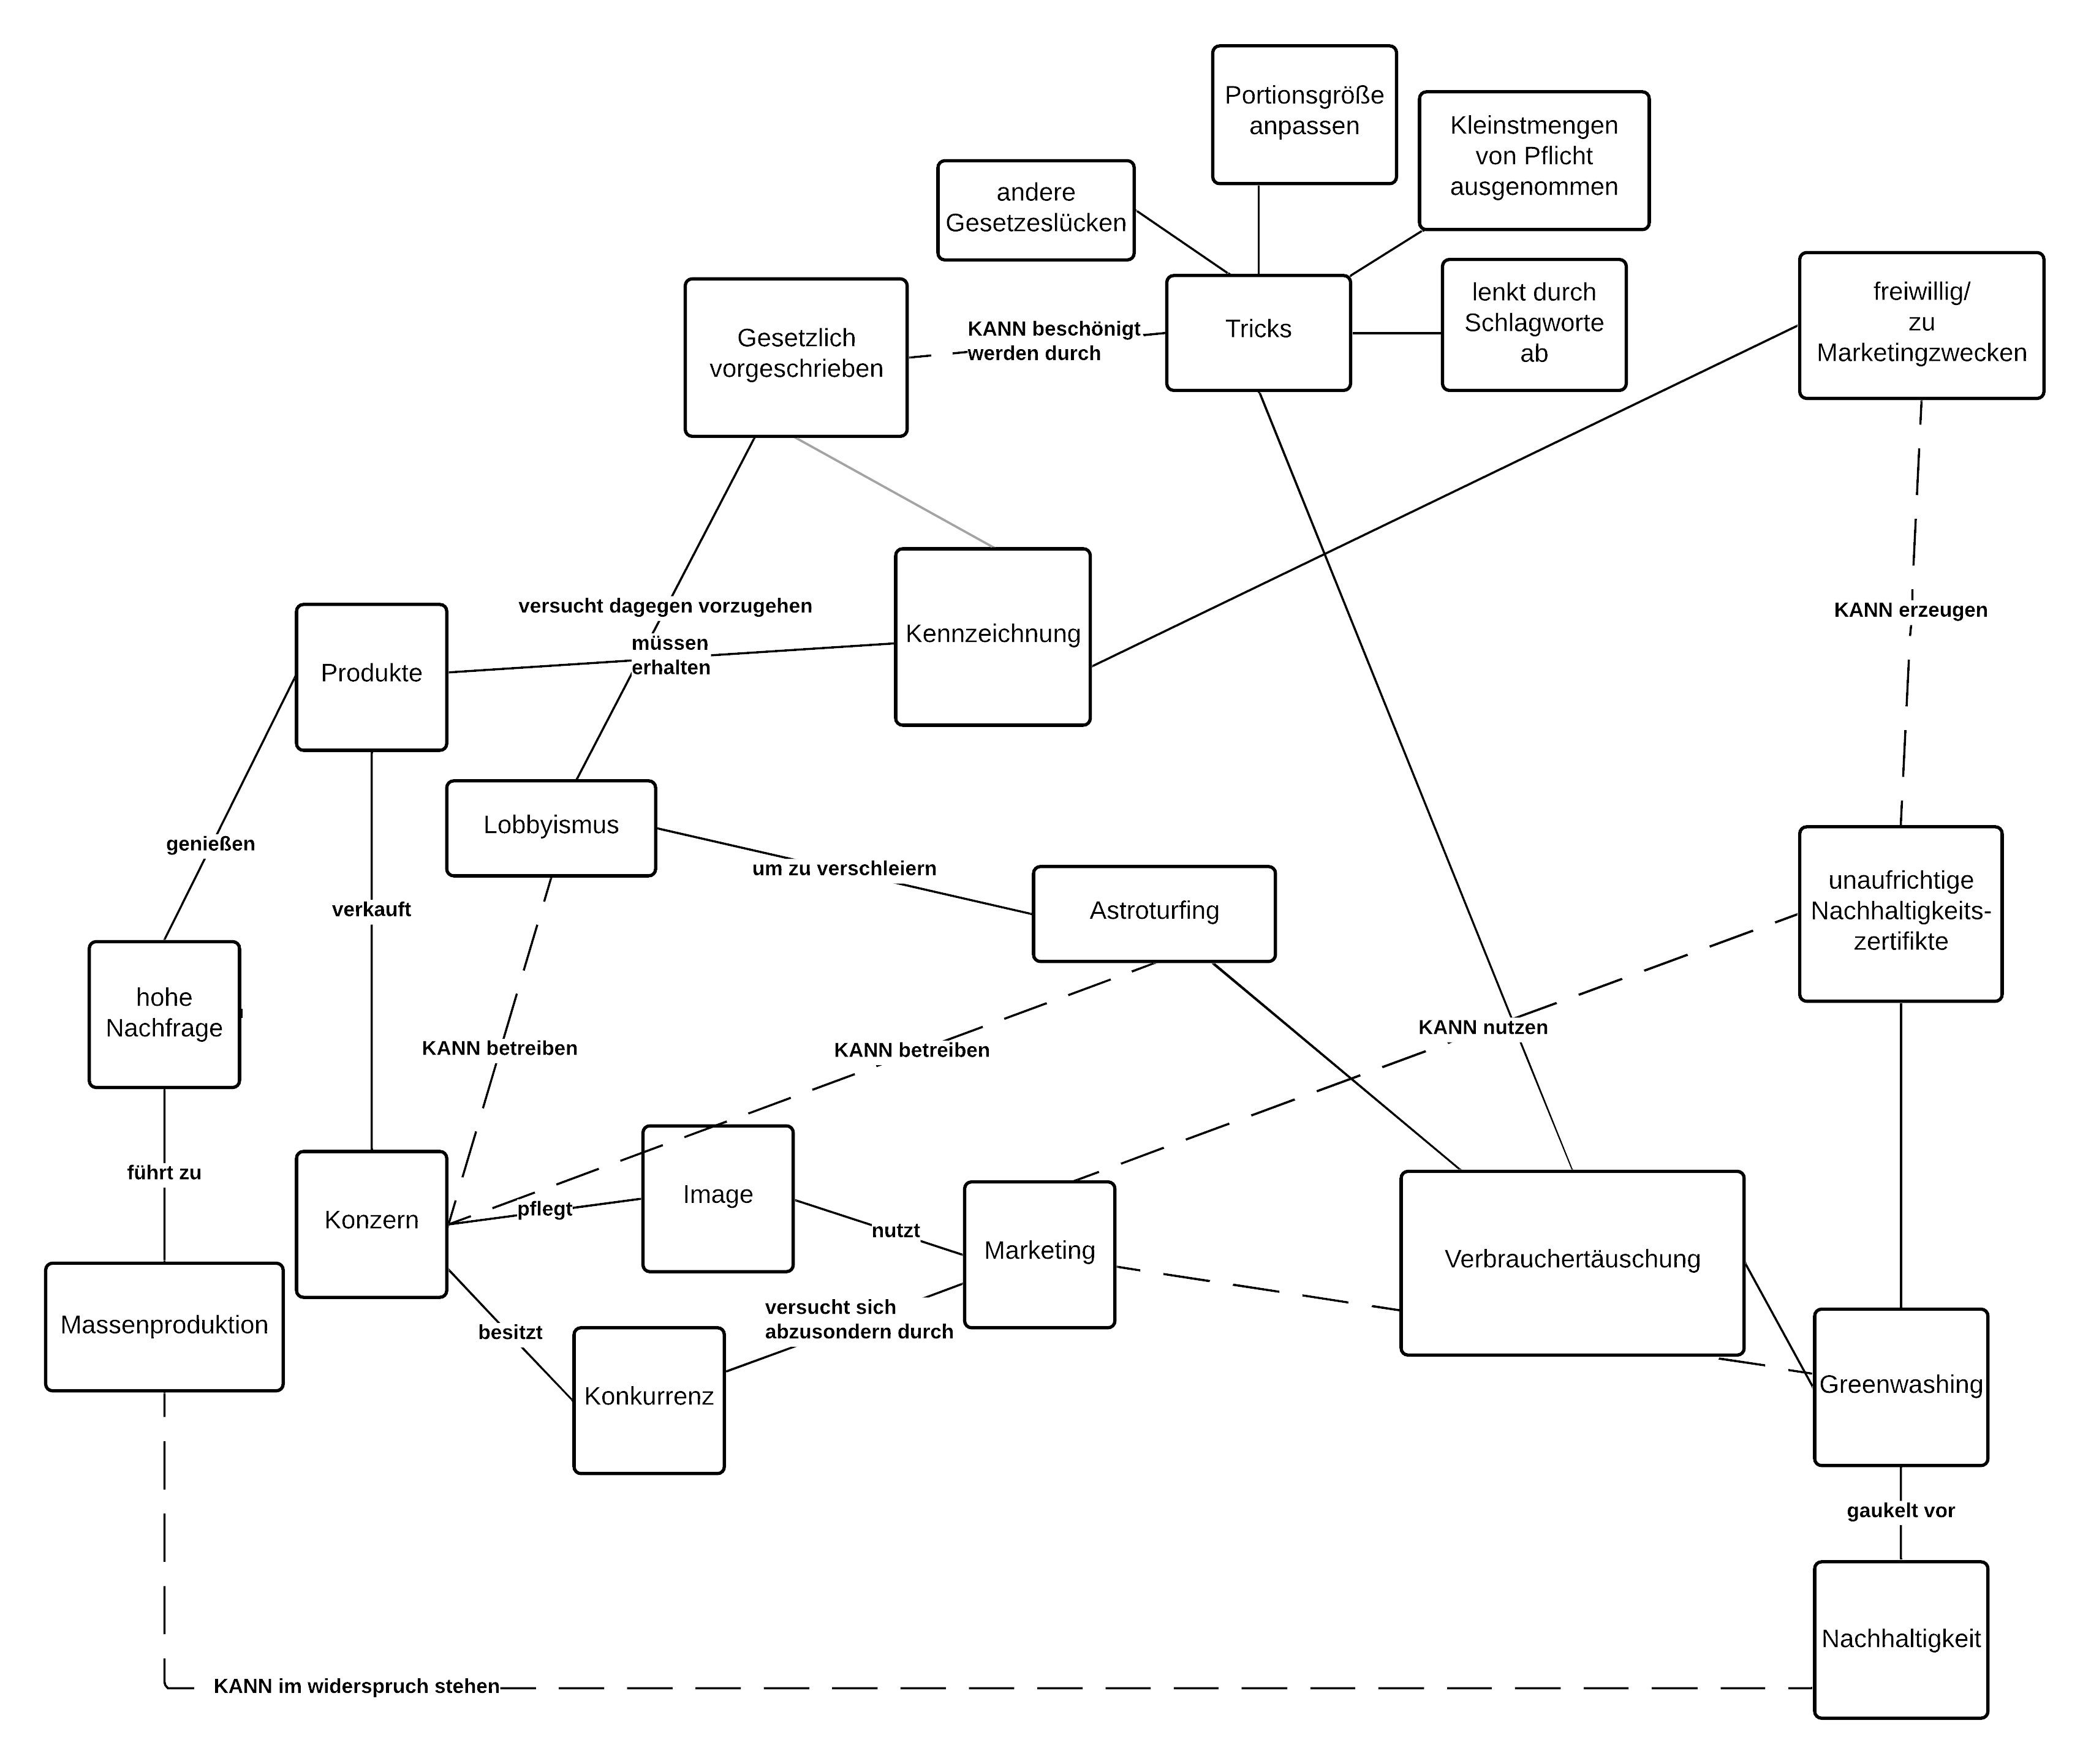 Portionsgröße
anpassen
Kleinstmengen
von Pflicht
ausgenommen
andere
Gesetzeslücken
lenkt durch
Schlagworte
ab
freiwillig/
zu
Marketingzwecken
Gesetzlich
vorgeschrieben
KANN beschönigt
werden durch
Tricks
versucht dagegen vorzugehen
müssen
erhalten
Kennzeichnung
KANN erzeugen
Produkte
Lobbyismus
genießen
um zu verschleiern
verkauft
Astroturfing
unaufrichtige
Nachhaltigkeits-
zertifikte
hohe
Nachfrage
KANN betreiben
KANN betreiben
KANN nutzen
führt zu
Konzern
pflegt
Image
nutzt
Marketing
Verbrauchertäuschung
Massenproduktion
besitzt
versucht sich
abzusondern durch
Konkurrenz
Greenwashing
gaukelt vor
Nachhaltigkeit
KANN im widerspruch stehen